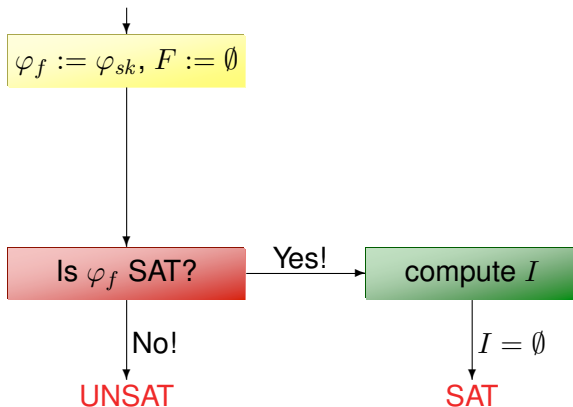 φ_f := φ_sk, F := ∅
Is φ_f SAT?
Yes!
compute I
No!
I = ∅
UNSAT
SAT